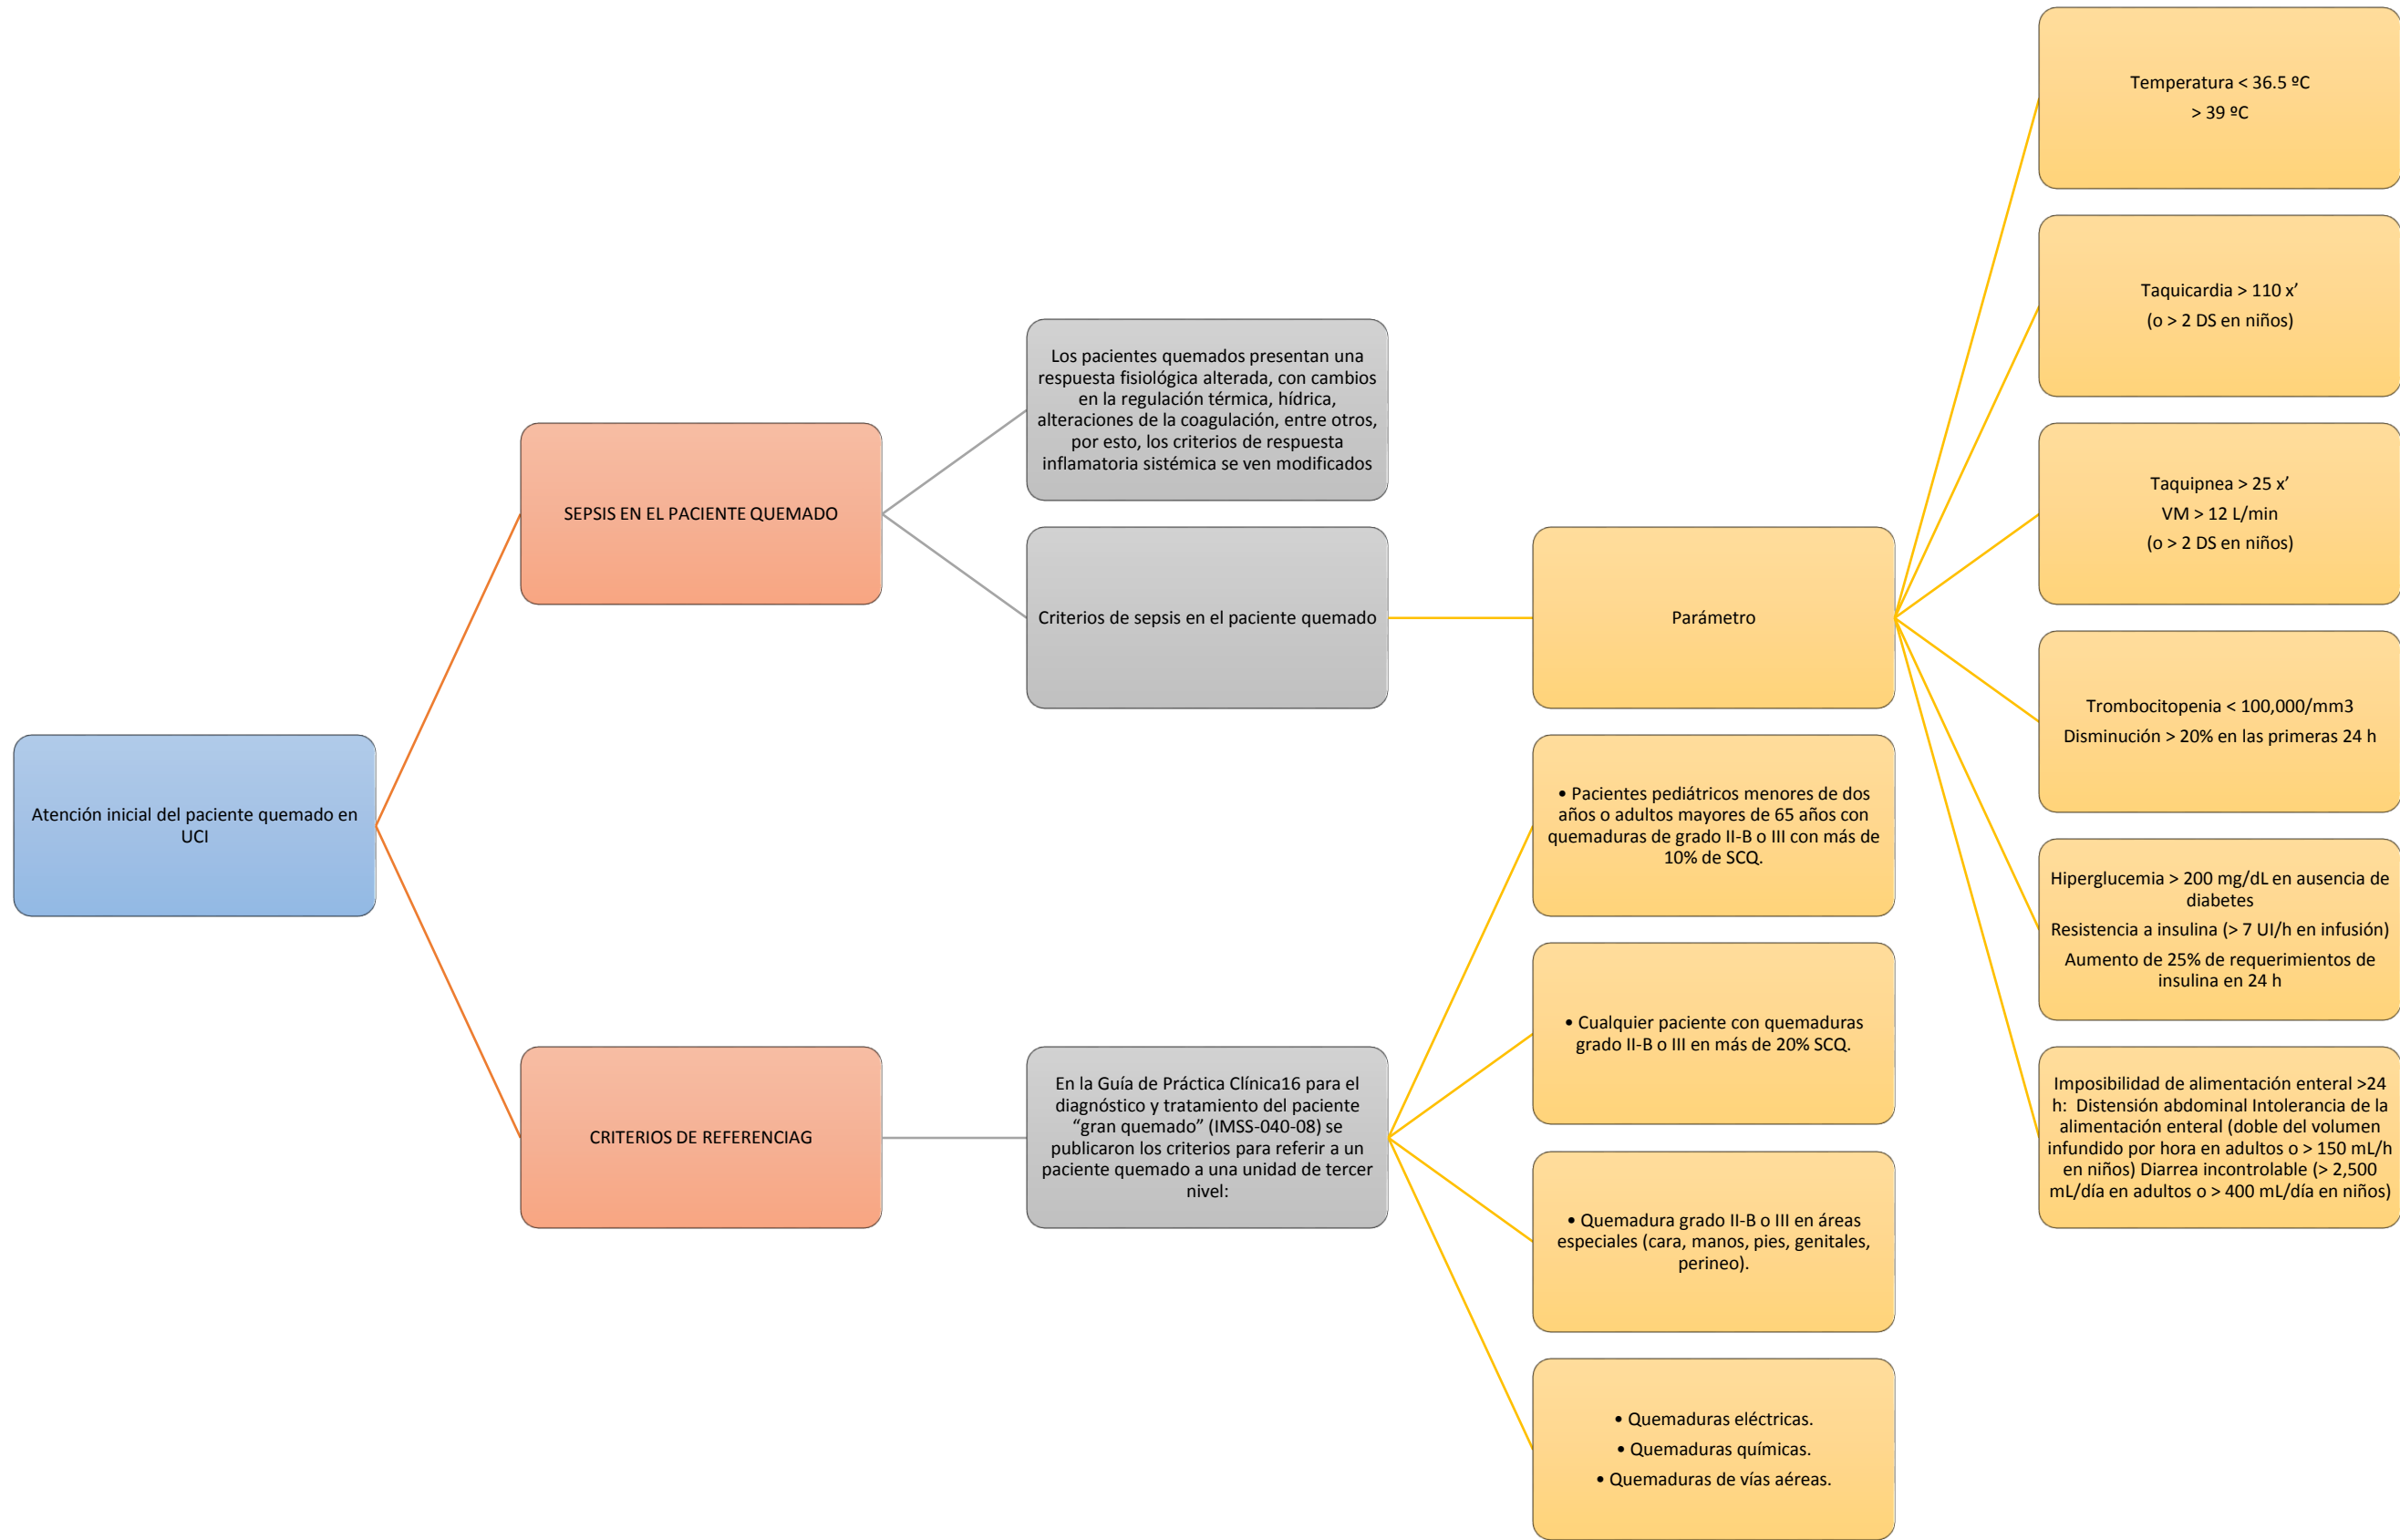 Atención inicial del paciente quemado en
UCI
SEPSIS EN EL PACIENTE QUEMADO
Los pacientes quemados presentan una
respuesta fisiológica alterada, con cambios
en la regulación térmica, hídrica,
alteraciones de la coagulación, entre otros,
por esto, los criterios de respuesta
inflamatoria sistémica se ven modificados
Criterios de sepsis en el paciente quemado
Parámetro
Temperatura < 36.5 ºC
> 39 ºC
Taquicardia > 110 x’
(o > 2 DS en niños)
Taquipnea > 25 x’
VM > 12 L/min
(o > 2 DS en niños)
Trombocitopenia < 100,000/mm3
Disminución > 20% en las primeras 24 h
Hiperglucemia > 200 mg/dL en ausencia de
diabetes
Resistencia a insulina (> 7 UI/h en infusión)
Aumento de 25% de requerimientos de
insulina en 24 h
Imposibilidad de alimentación enteral >24
h:  Distensión abdominal Intolerancia de la
alimentación enteral (doble del volumen
infundido por hora en adultos o > 150 mL/h
en niños) Diarrea incontrolable (> 2,500
mL/día en adultos o > 400 mL/día en niños)
CRITERIOS DE REFERENCIAG
En la Guía de Práctica Clínica16 para el
diagnóstico y tratamiento del paciente
“gran quemado” (IMSS-040-08) se
publicaron los criterios para referir a un
paciente quemado a una unidad de tercer
nivel:
• Pacientes pediátricos menores de dos
años o adultos mayores de 65 años con
quemaduras de grado II-B o III con más de
10% de SCQ.
• Cualquier paciente con quemaduras
grado II-B o III en más de 20% SCQ.
• Quemadura grado II-B o III en áreas
especiales (cara, manos, pies, genitales,
perineo).
• Quemaduras eléctricas.
• Quemaduras químicas.
• Quemaduras de vías aéreas.